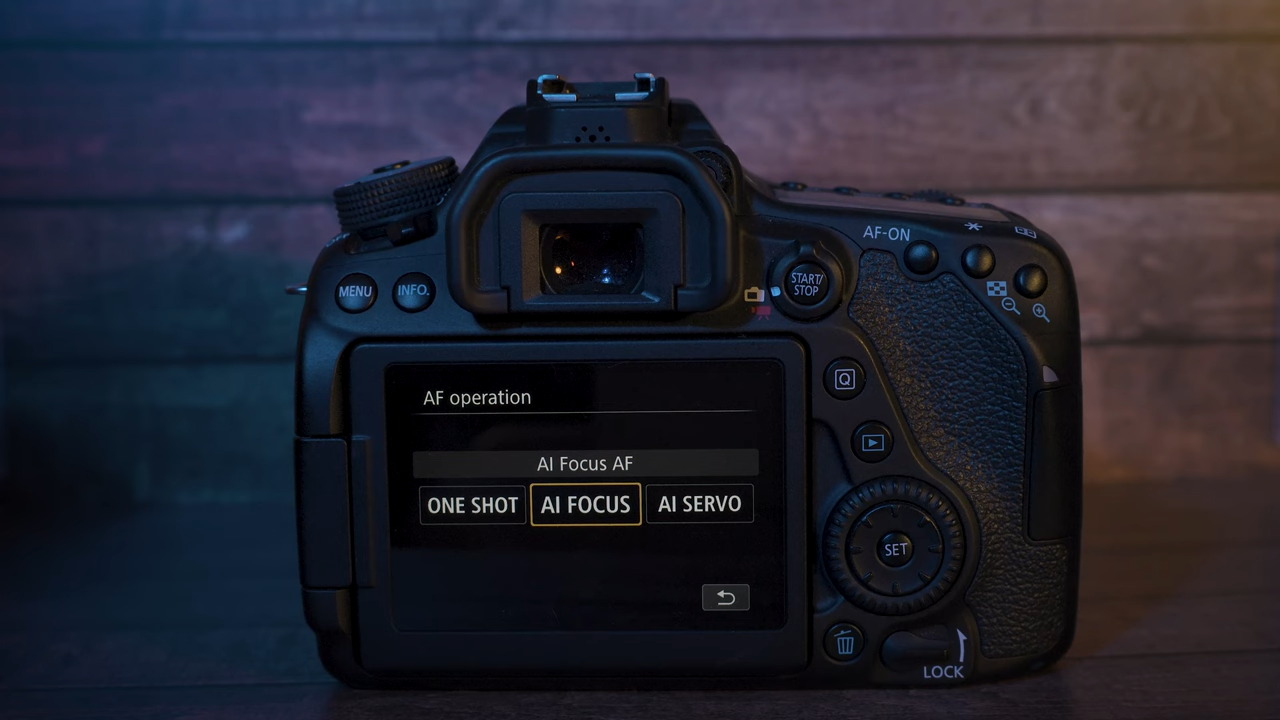 AF-ON
MENU
INFO.
START/
STOP
Q
AF operation
AI Focus AF
ONE SHOT
AI FOCUS
AI SERVO
SET
LOCK